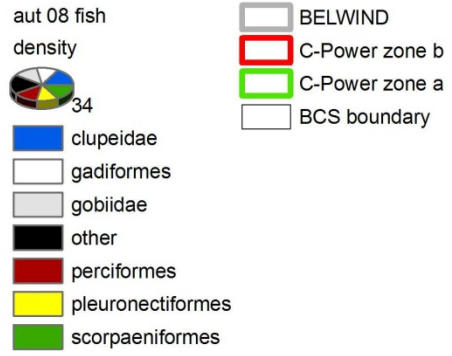 aut 08 fish
density
34
clupeidae
gadiformes
gobiidae
other
perciformes
pleuronectiformes
scorpaeniformes
BELWIND
C-Power zone b
C-Power zone a
BCS boundary